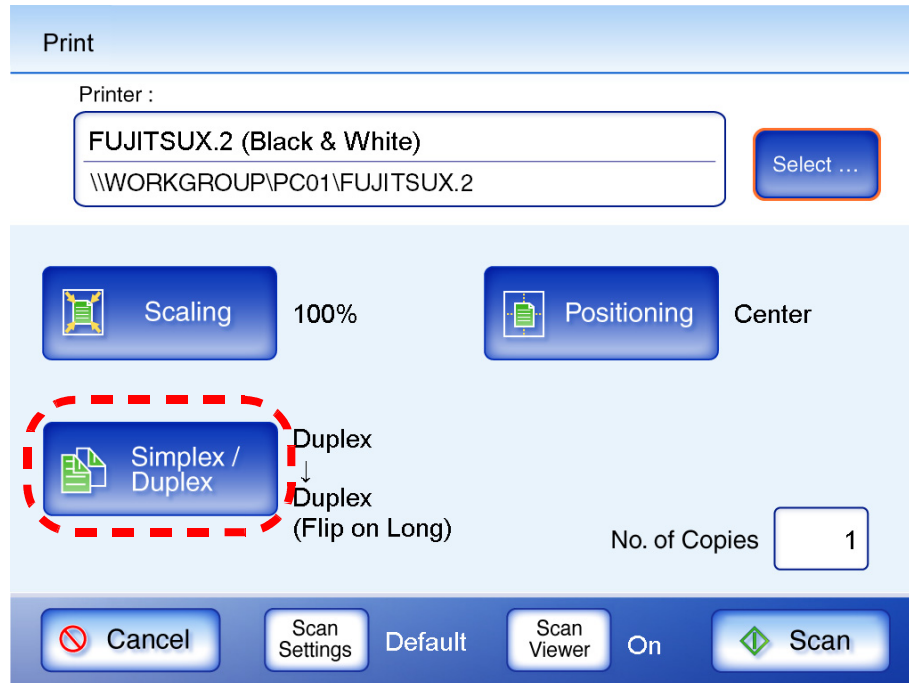 Print
Printer :
FUJITSUX.2 (Black & White)
\\WORKGROUP\PC01\FUJITSUX.2
Select ...
Scaling
100%
Positioning
Center
Simplex /
Duplex
Duplex
↓
Duplex
(Flip on Long)
No. of Copies
1
Cancel
Scan
Settings
Default
Scan
Viewer
On
Scan